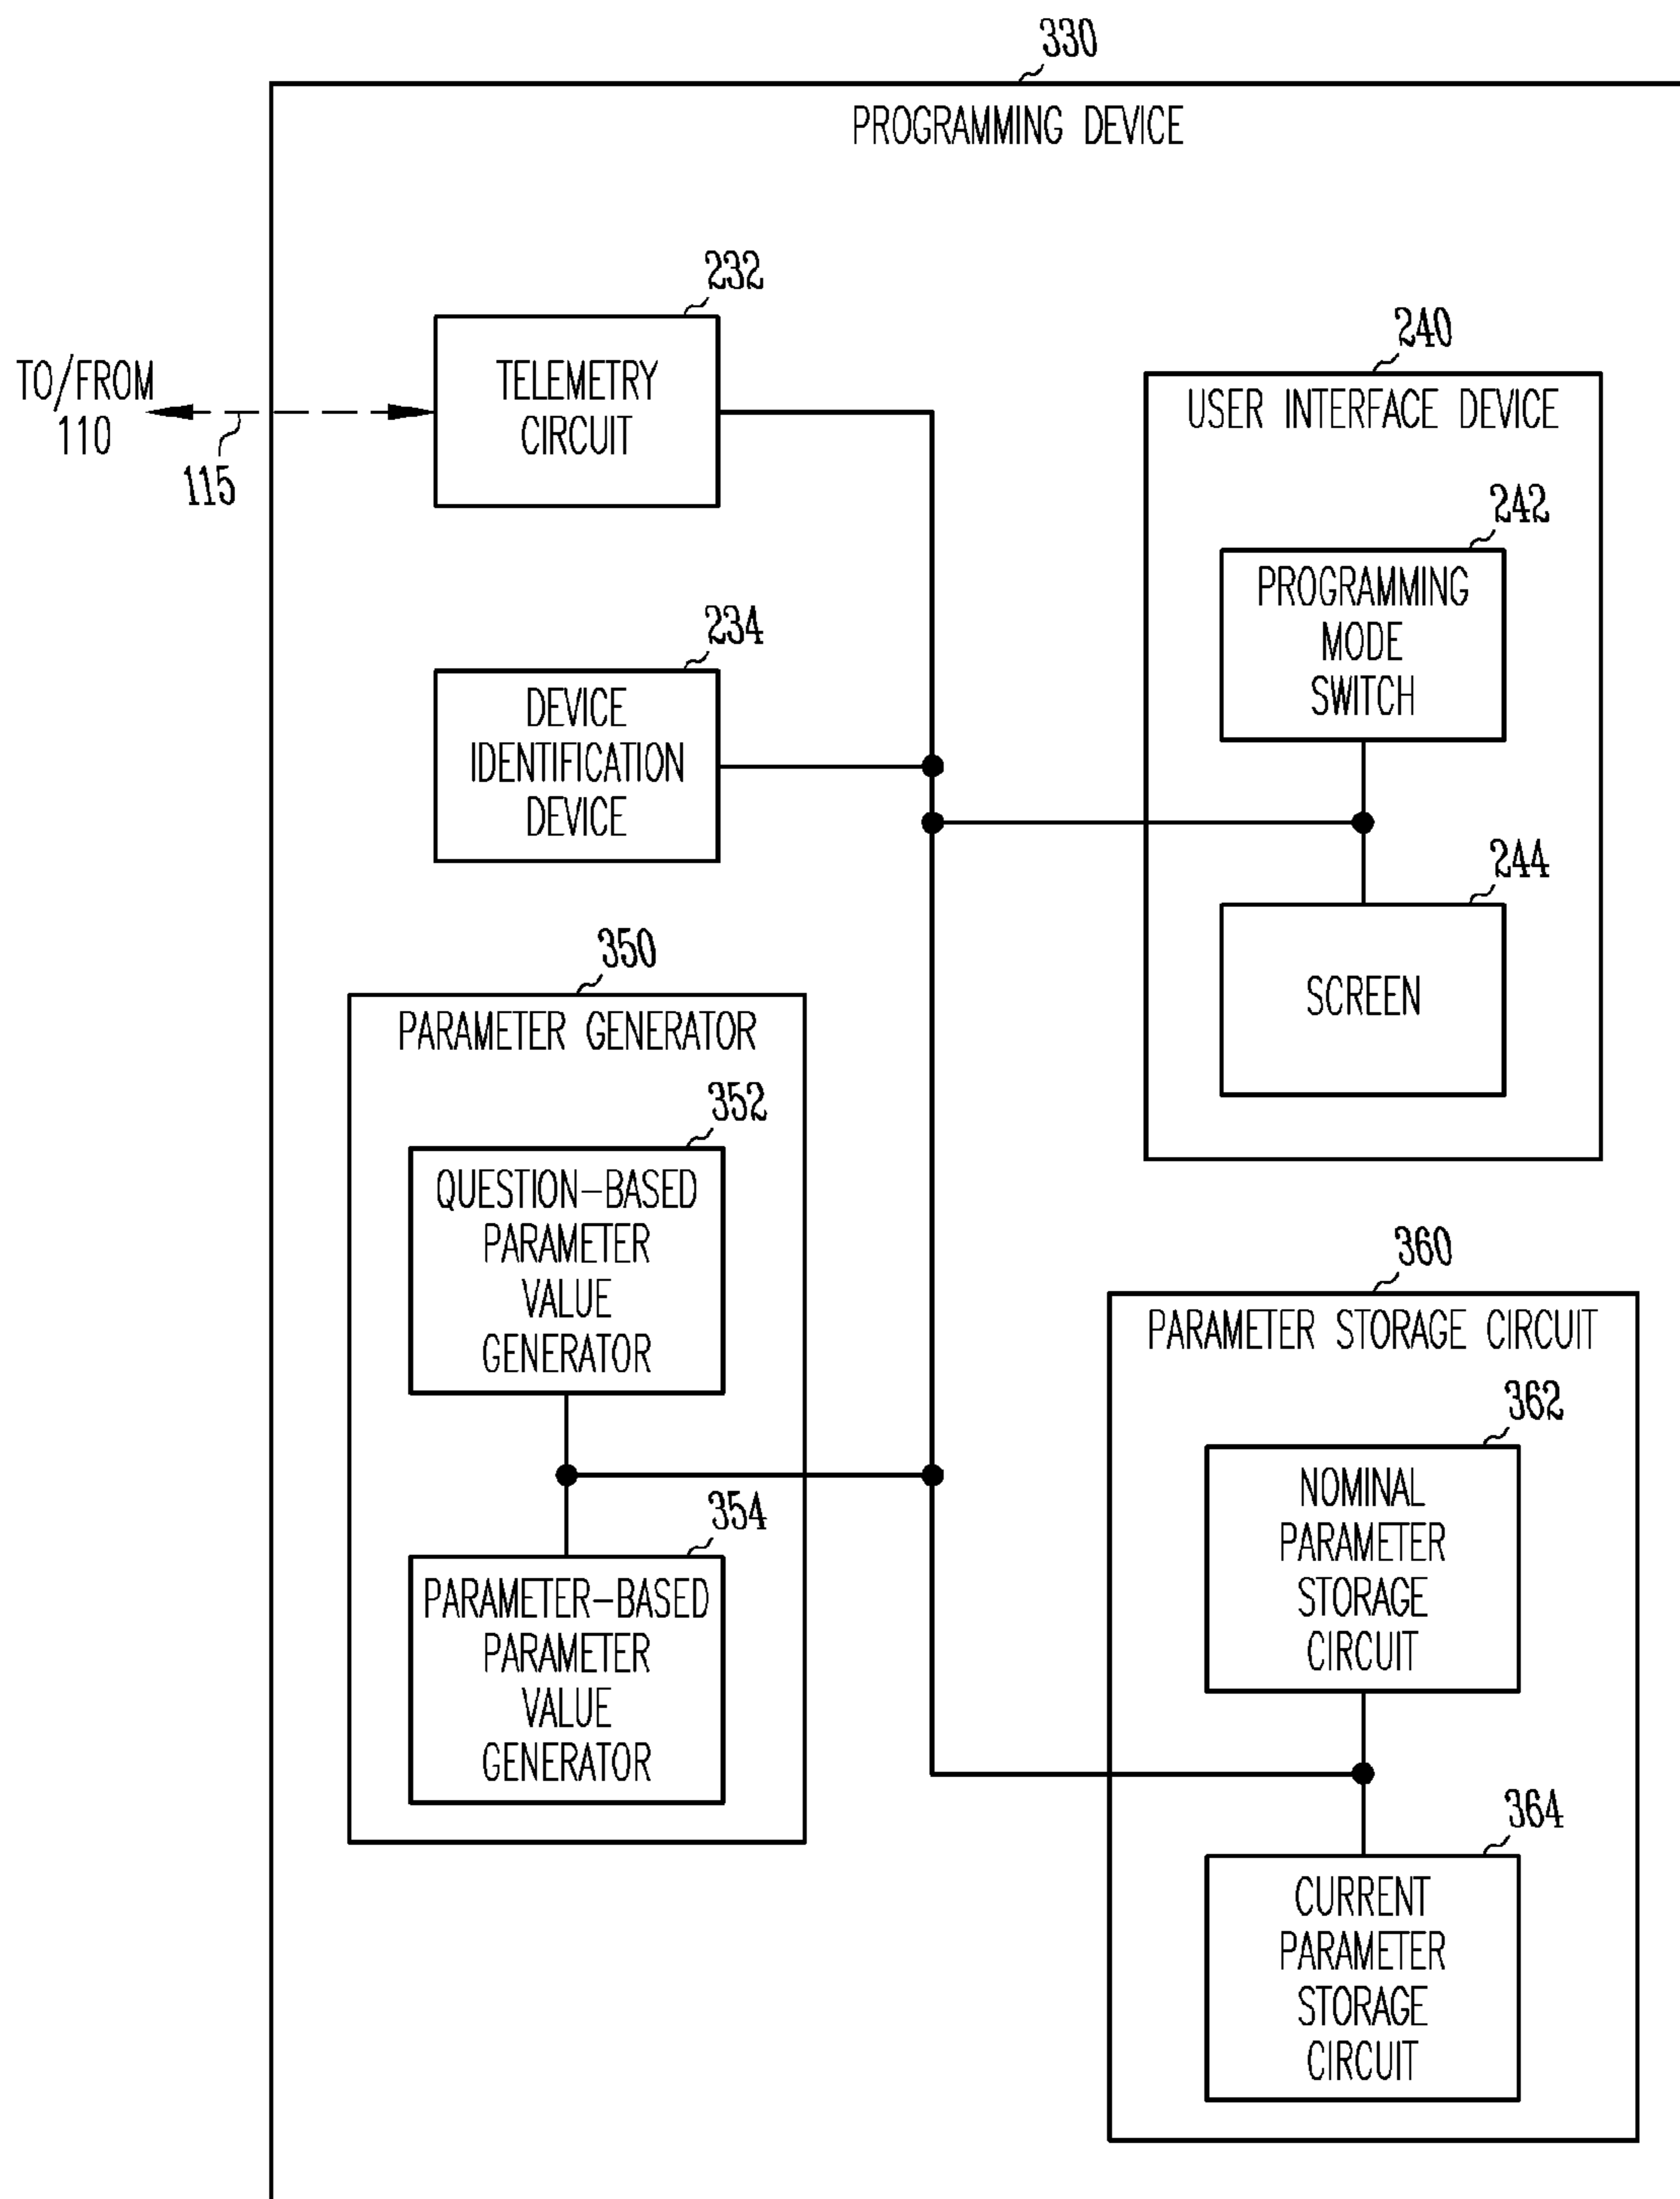 330
PROGRAMMING DEVICE
232
TELEMETRY
CIRCUIT
TO/FROM
110
115
240
USER INTERFACE DEVICE
242
PROGRAMMING
MODE
SWITCH
234
DEVICE
IDENTIFICATION
DEVICE
244
SCREEN
350
PARAMETER GENERATOR
352
QUESTION-BASED
PARAMETER
VALUE
GENERATOR
354
PARAMETER-BASED
PARAMETER
VALUE
GENERATOR
360
PARAMETER STORAGE CIRCUIT
362
NOMINAL
PARAMETER
STORAGE
CIRCUIT
364
CURRENT
PARAMETER
STORAGE
CIRCUIT